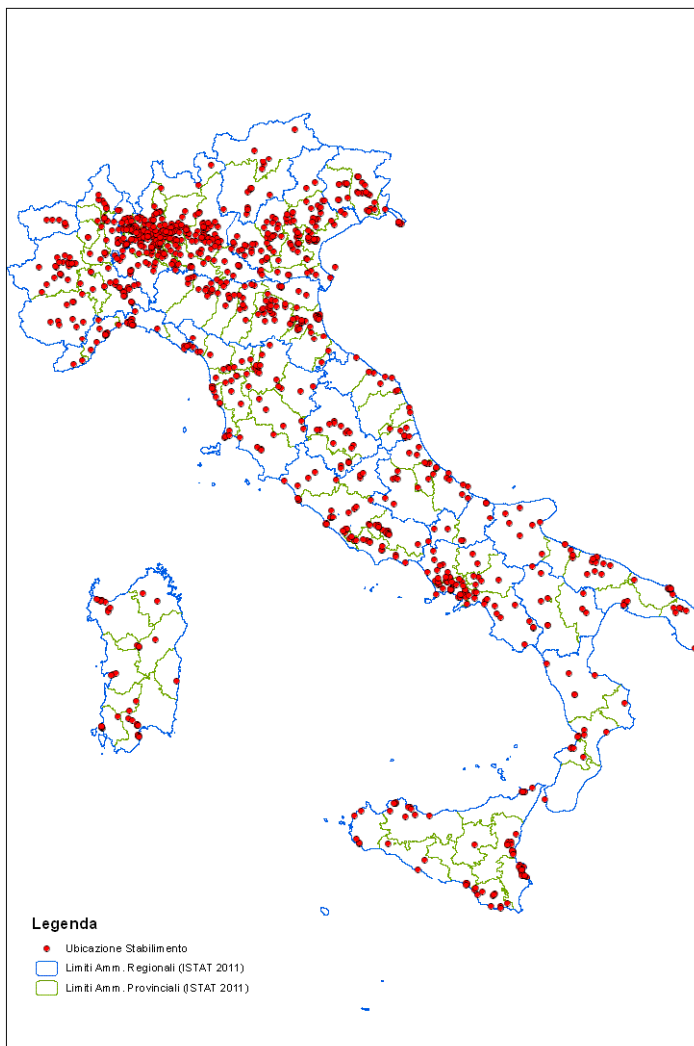 Legenda
Ubicazione Stabilimento
Limiti Amm. Regionali (ISTAT 2011)
Limiti Amm. Provinciali (ISTAT 2011)